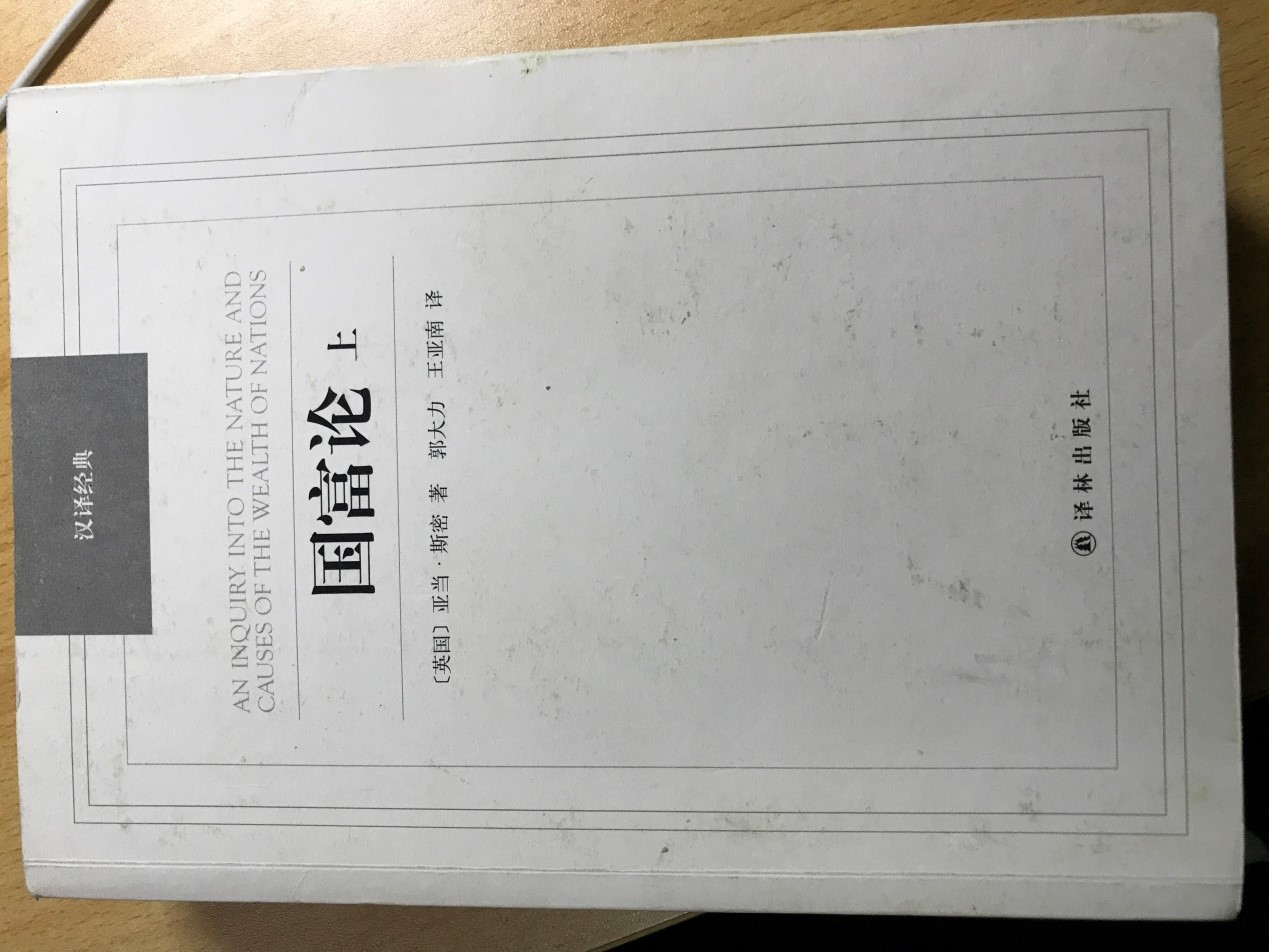 汉译经典
AN INQUIRY INTO THE NATURE AND
CAUSES OF THE WEALTH OF NATIONS
国富论 上
〔英国〕亚当·斯密 著 郭大力 王亚南 译
译林出版社